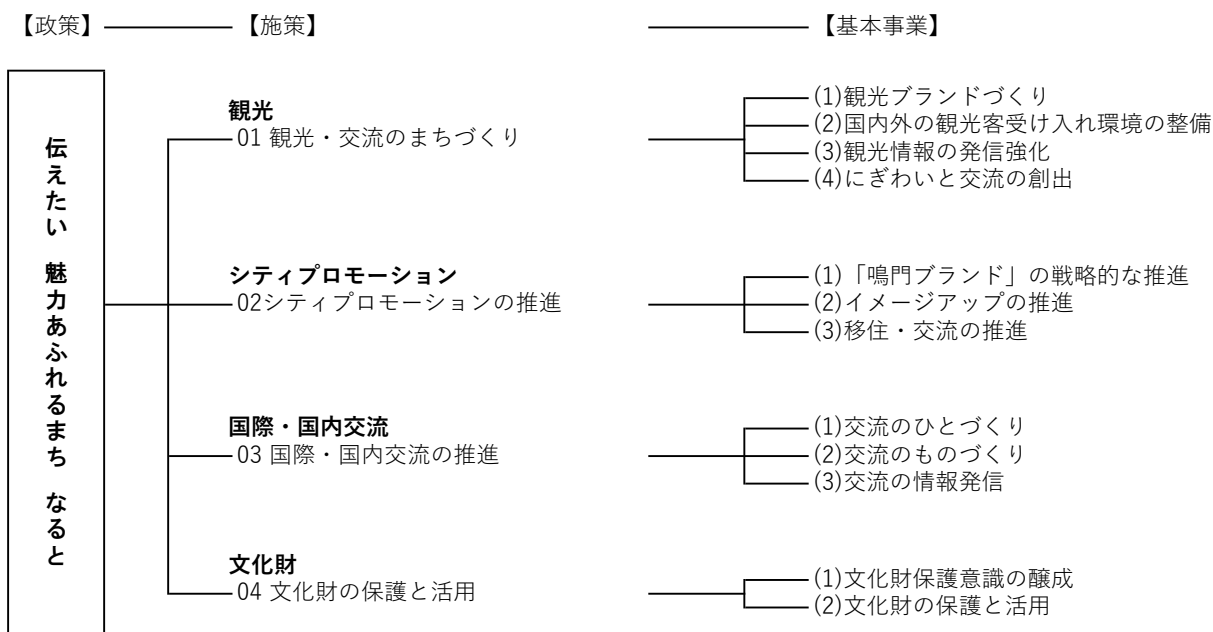 【政策】
【施策】
【基本事業】
伝えたい 魅力あふれるまち なると
観光
01 観光・交流のまちづくり
(1)観光ブランドづくり
(2)国内外の観光客受け入れ環境の整備
(3)観光情報の発信強化
(4)にぎわいと交流の創出
シティプロモーション
02シティプロモーションの推進
(1)「鳴門ブランド」の戦略的な推進
(2)イメージアップの推進
(3)移住・交流の推進
国際・国内交流
03 国際・国内交流の推進
(1)交流のひとづくり
(2)交流のものづくり
(3)交流の情報発信
文化財
04 文化財の保護と活用
(1)文化財保護意識の醸成
(2)文化財の保護と活用